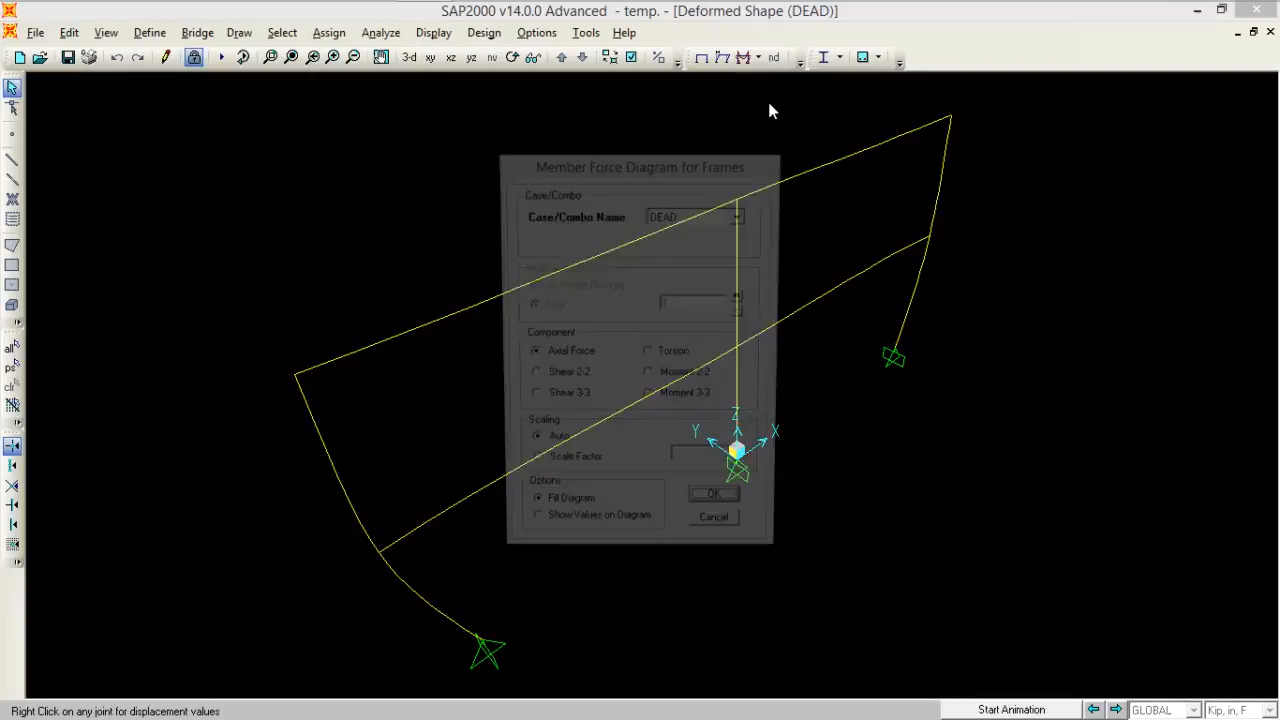 SAP2000 v14.0.0 Advanced - temp. - [Deformed Shape (DEAD)]
File Edit View Define Bridge Draw Select Assign Analyze Display Design Options Tools Help
3-d xy xz yz nv nd
all
ps
clr
Member Force Diagram for Frames
Case/Combo
Case/Combo Name DEAD
Component
Axial Force Torsion
Shear 2-2 Moment 2-2
Shear 3-3 Moment 3-3
Scaling
Auto
Scale Factor
Options
Fill Diagram OK
Show Values on Diagram Cancel
Z
Y X
Right Click on any joint for displacement values Start Animation GLOBAL Kip, in, F